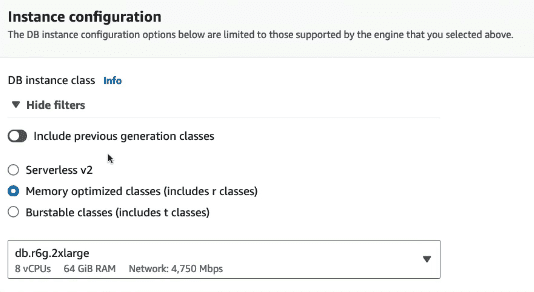 Instance configuration
The DB instance configuration options below are limited to those supported by the engine that you selected above.
DB instance class Info
Hide filters
Include previous generation classes
Serverless v2
Memory optimized classes (includes r classes)
Burstable classes (includes t classes)
db.r6g.2xlarge
8 vCPUs 64 GiB RAM Network: 4,750 Mbps